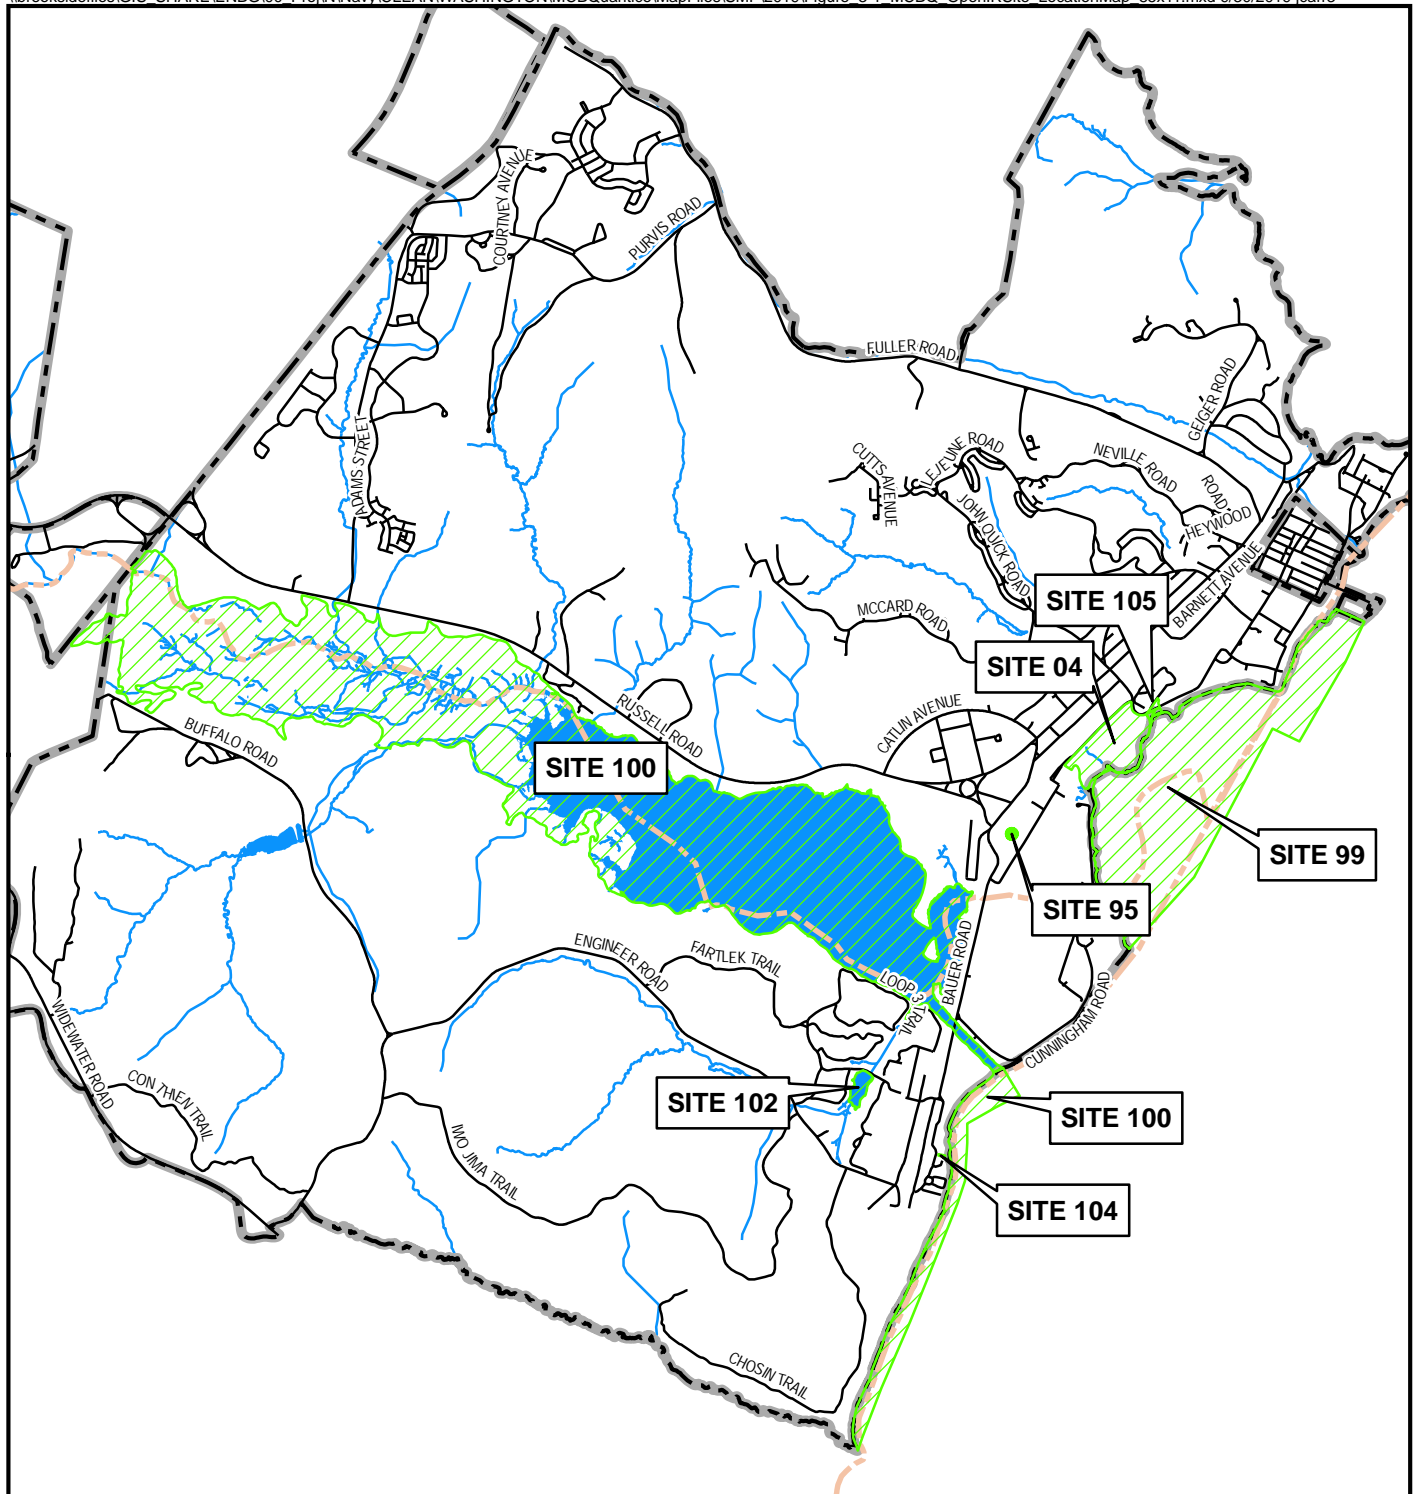 COURTNEY AVENUE
PURVIS ROAD
FULLER ROAD
GEIGER ROAD
ADAMS STREET
CUTTS AVENUE
LEJEUNE ROAD
NEVILLE ROAD
JOHN QUICK ROAD
HEYWOOD
ROAD
BARNETT AVENUE
MCCARD ROAD
SITE 105
SITE 04
CATLIN AVENUE
RUSSELL ROAD
BUFFALO ROAD
SITE 100
SITE 99
SITE 95
ENGINEER ROAD
FARTLEK TRAIL
LOOP 3 TRAIL
BAUER ROAD
CUNNINGHAM ROAD
WIDEWATER ROAD
CON THIEN TRAIL
SITE 102
SITE 100
IWO JIMA TRAIL
SITE 104
CHOSIN TRAIL